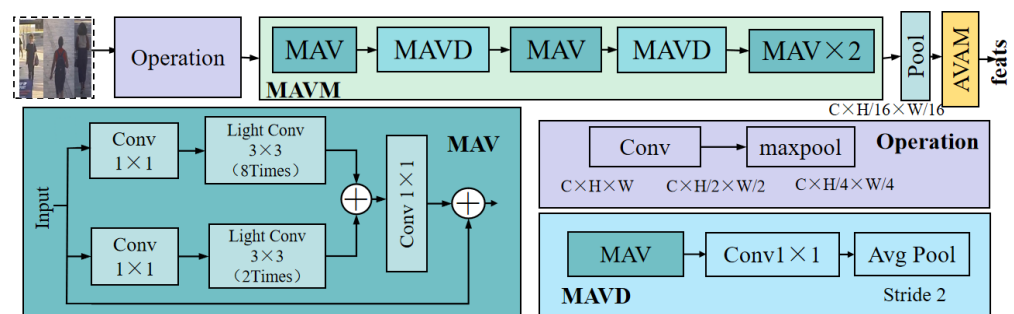 Operation
MAV
MAVD
MAV
MAVD
MAV×2
MAVM
Pool
AVAM
feats
C×H/16×W/16
MAV
Input
Conv
1×1
Light Conv
3×3
(8Times)
Conv
1×1
Light Conv
3×3
(2Times)
Conv 1×1
Operation
Conv
maxpool
C×H×W
C×H/2×W/2
C×H/4×W/4
MAV
Conv1×1
Avg Pool
MAVD
Stride 2